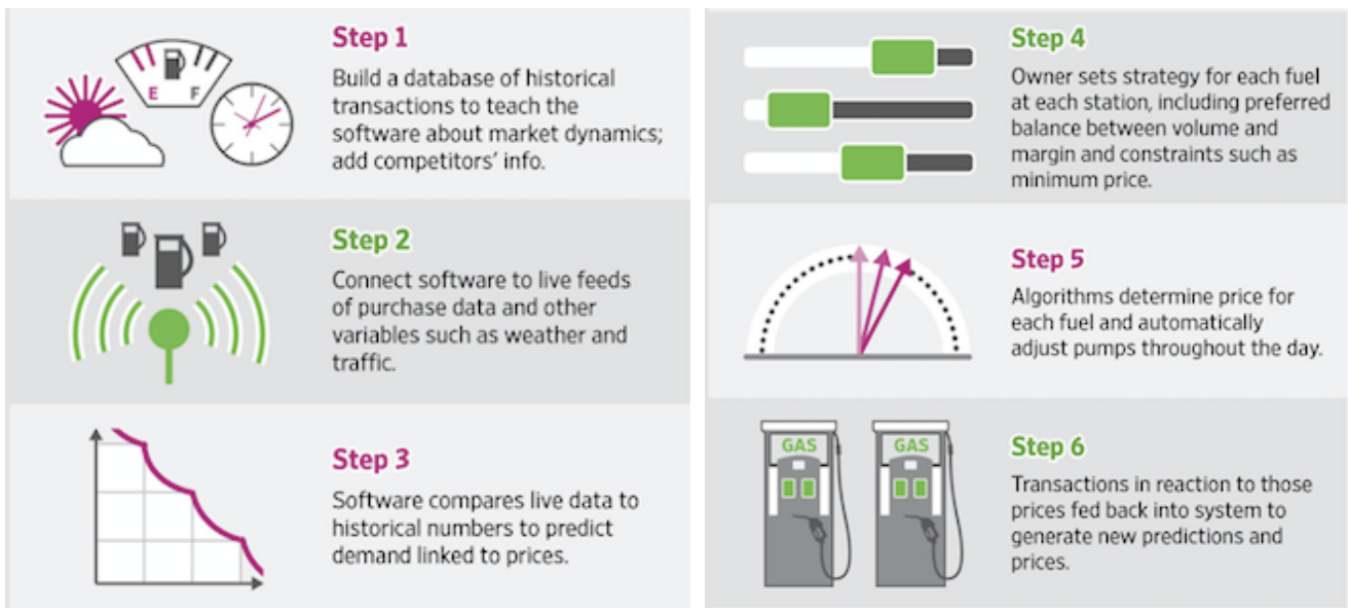 E F
Step 1
Build a database of historical
transactions to teach the
software about market dynamics;
add competitors' info.
Step 2
Connect software to live feeds
of purchase data and other
variables such as weather and
traffic.
Step 3
Software compares live data to
historical numbers to predict
demand linked to prices.
Step 4
Owner sets strategy for each fuel
at each station, including preferred
balance between volume and
margin and constraints such as
minimum price.
Step 5
Algorithms determine price for
each fuel and automatically
adjust pumps throughout the day.
GAS GAS
Step 6
Transactions in reaction to those
prices fed back into system to
generate new predictions and
prices.